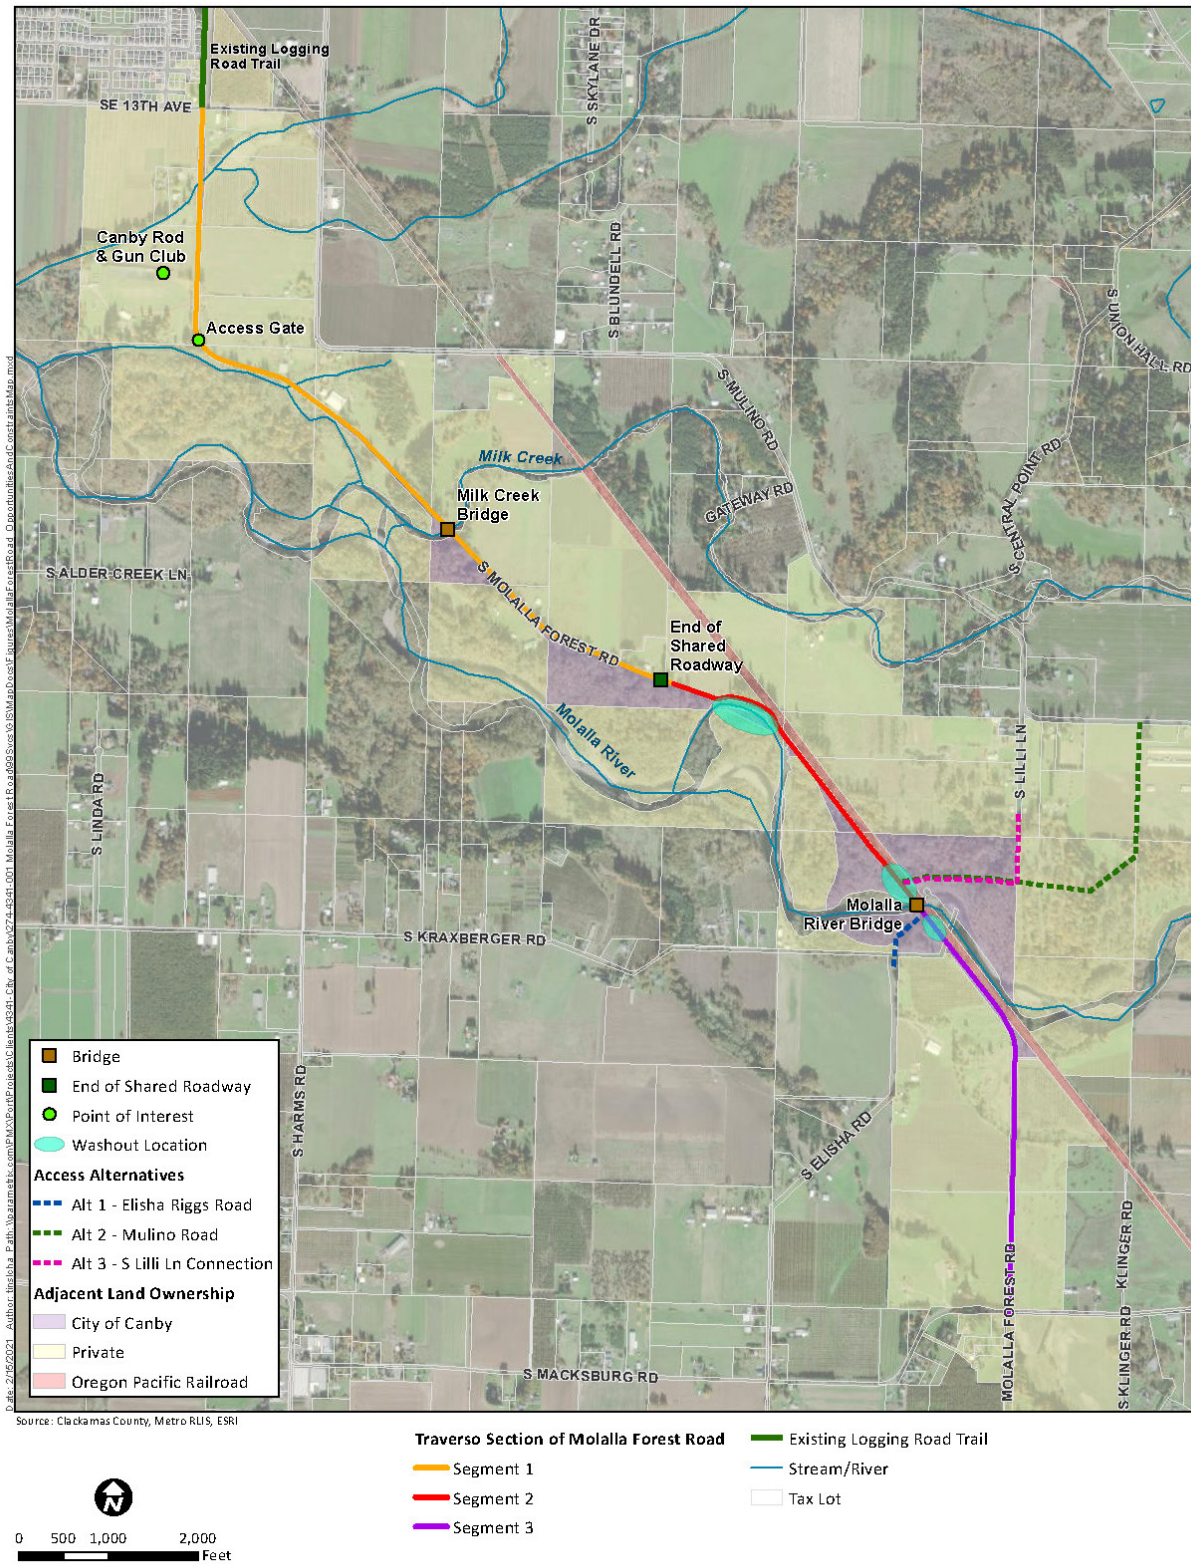 Existing Logging
Road Trail
SE 13TH AVE
S SKYLANE DR
Canby Rod
& Gun Club
S BLUNDELL RD
S UNION HALL RD
Access Gate
S MULINO RD
Milk Creek
Milk Creek
Bridge
GATEWAY RD
S CENTRAL POINT RD
S ALDER CREEK LN
S MOLALLA FOREST RD
End of
Shared
Roadway
Molalla River
S LILLI LN
S LINDA RD
Molalla
River Bridge
S KRAXBERGER RD
S HARMS RD
S ELISHA RD
MOLALLA FOREST RD
KLINGER RD
S KLINGER RD
S MACKSBURG RD
Bridge
End of Shared Roadway
Point of Interest
Washout Location
Access Alternatives
Alt 1 - Elisha Riggs Road
Alt 2 - Mulino Road
Alt 3 - S Lilli Ln Connection
Adjacent Land Ownership
City of Canby
Private
Oregon Pacific Railroad
Source: Clackamas County, Metro RLIS, ESRI
Traverso Section of Molalla Forest Road
Segment 1
Segment 2
Segment 3
Existing Logging Road Trail
Stream/River
Tax Lot
N
0 500 1,000 2,000
Feet